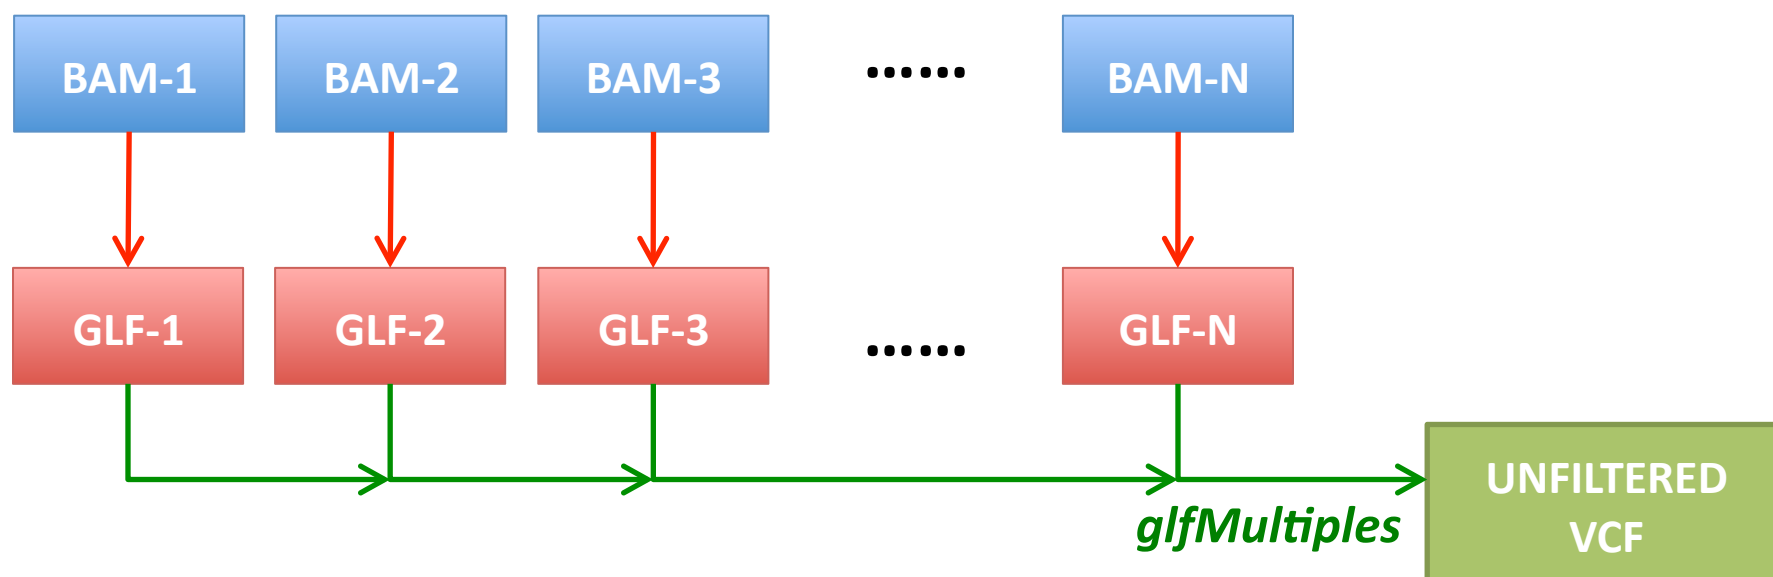 BAM-1 BAM-2 BAM-3 ...... BAM-N
GLF-1 GLF-2 GLF-3 ...... GLF-N
glfMultiples
UNFILTERED
VCF